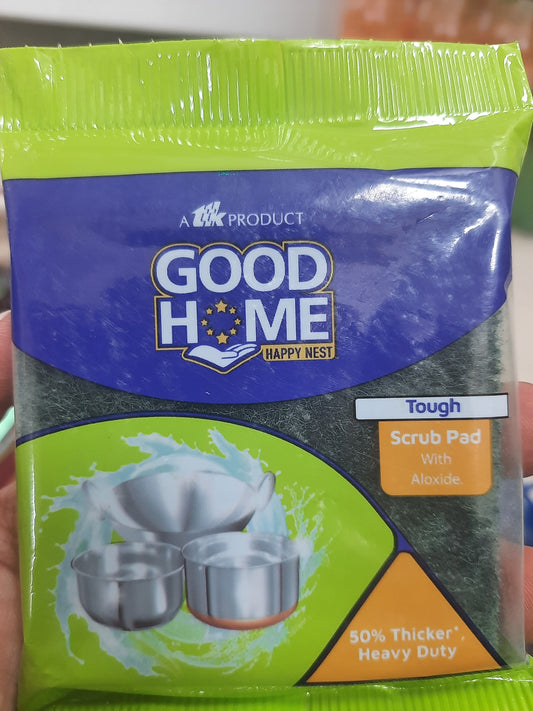 A TTK PRODUCT
GOOD
HOME
HAPPY NEST
Tough
Scrub Pad
With
Aloxide.
50% Thicker*,
Heavy Duty